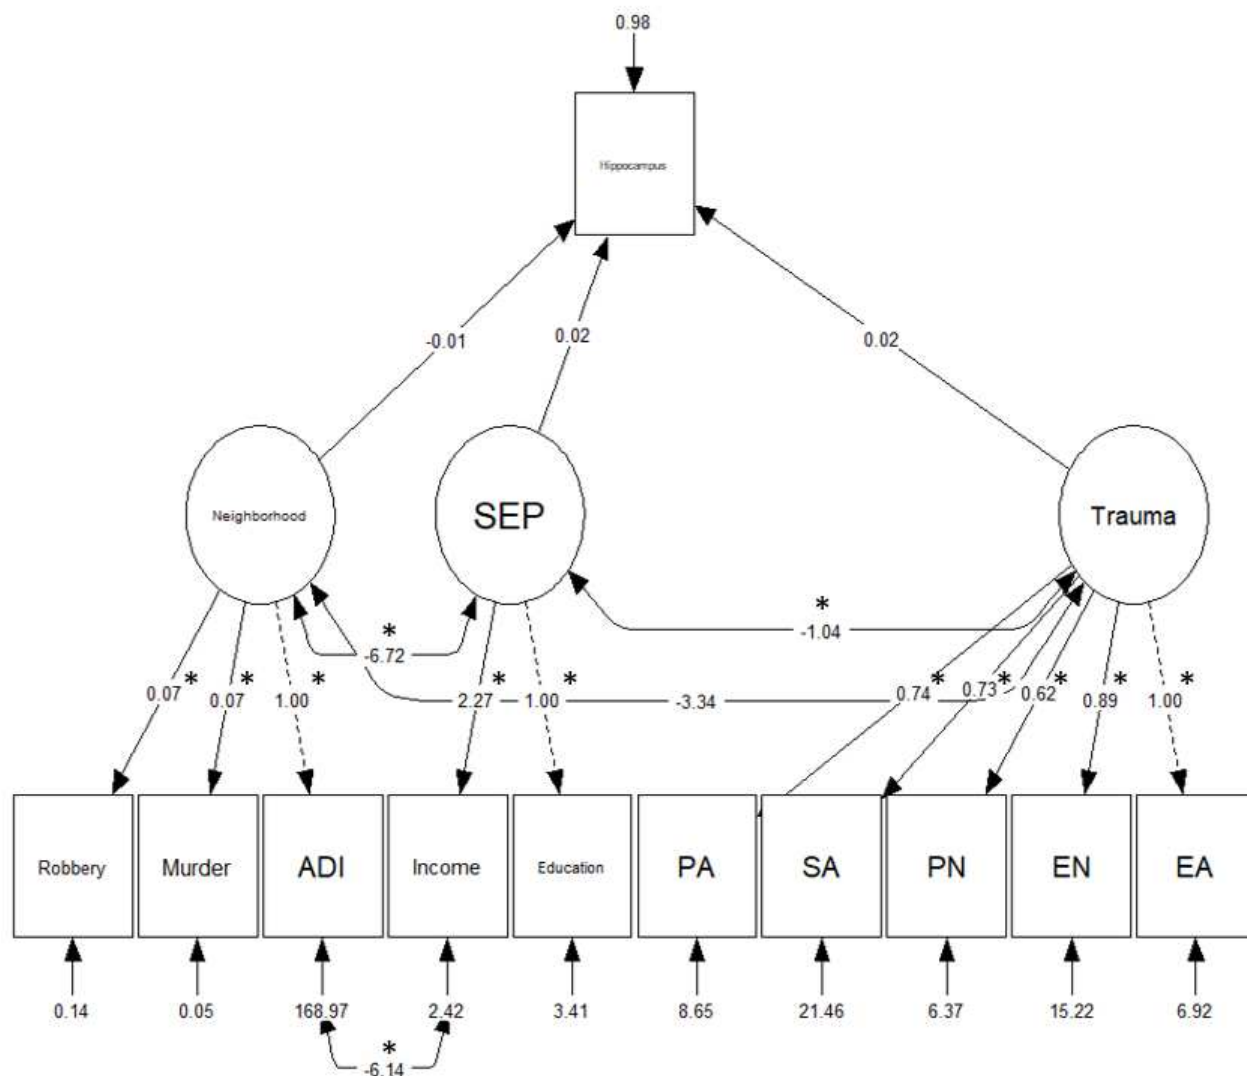 0.98
Hippocampus
-0.01
0.02
0.02
Neighborhood
SEP
Trauma
*
-1.04
*
-6.72
0.07 *
0.07 *
1.00 *
2.27 *
1.00 *
-3.34
0.74 *
0.73 *
0.62 *
0.89 *
1.00 *
Robbery
Murder
ADI
Income
Education
PA
SA
PN
EN
EA
0.14
0.05
168.97
2.42
3.41
8.65
21.46
6.37
15.22
6.92
*
-6.14